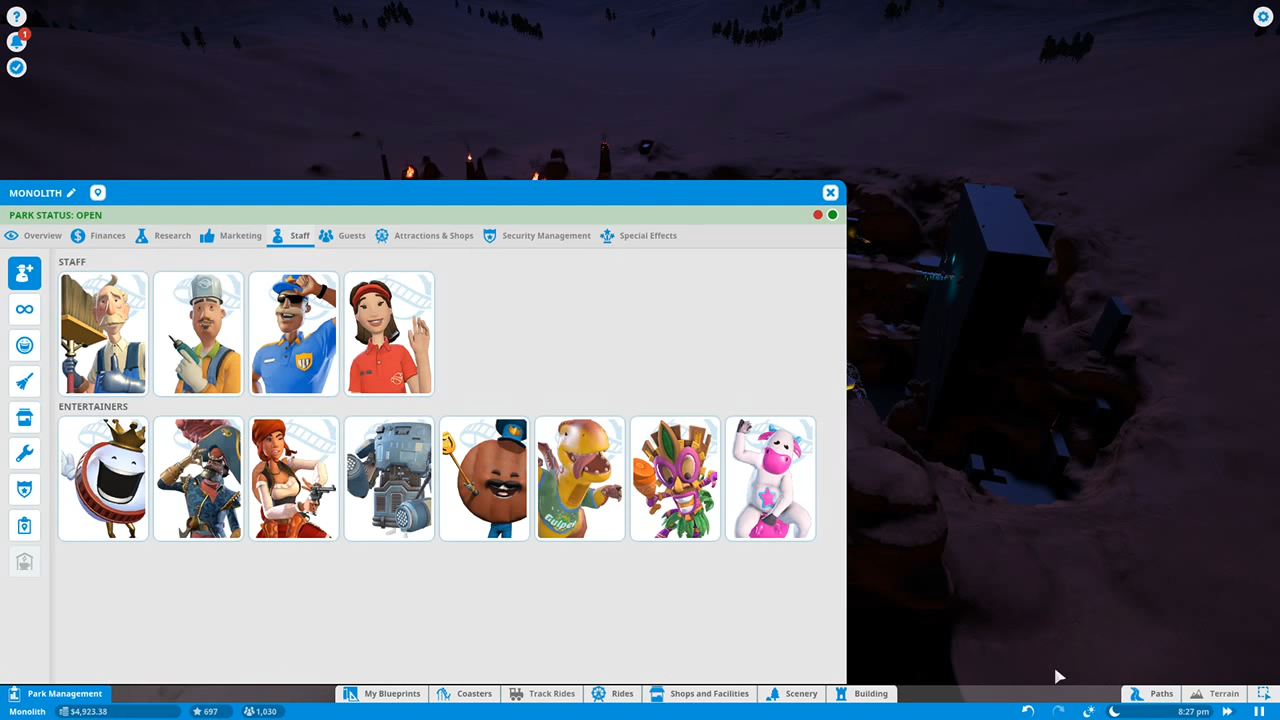 ?
1
MONOLITH
PARK STATUS: OPEN
Overview Finances Research Marketing Staff Guests Attractions & Shops Security Management Special Effects
STAFF
ENTERTAINERS
Gulpee
Park Management My Blueprints Coasters Track Rides Rides Shops and Facilities Scenery Building Paths Terrain
Monolith $4,923.38 697 1,030 8:27 pm